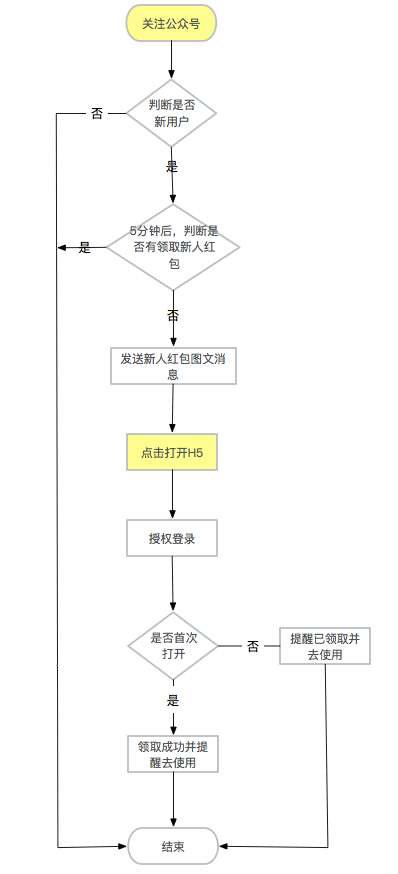 关注公众号
判断是否
新用户
否
是
5分钟后，判断是
否有领取新人红
包
是
否
发送新人红包图文消
息
点击打开H5
授权登录
是否首次
打开
否
提醒已领取并
去使用
是
领取成功并提
醒去使用
结束